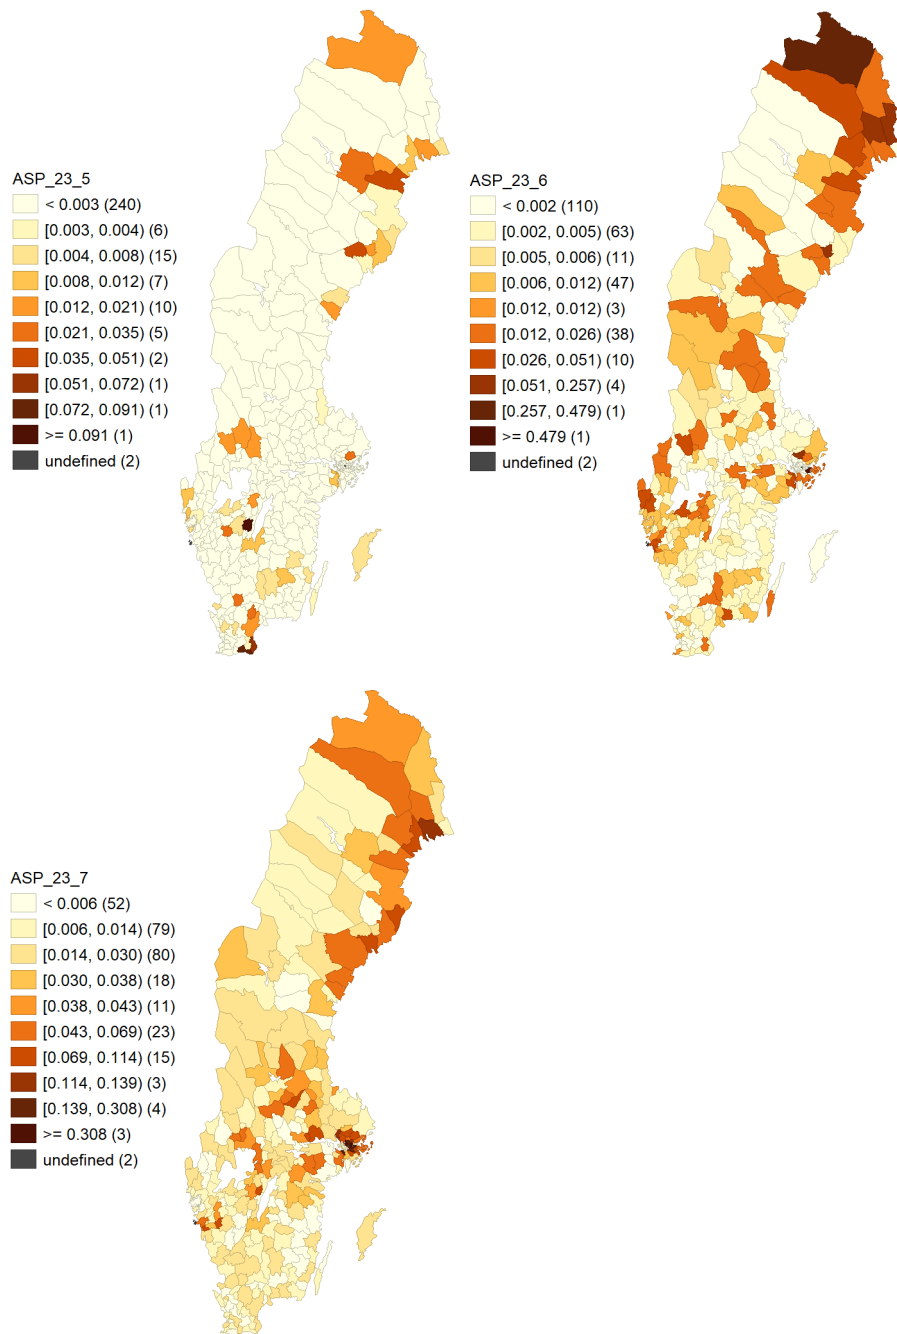 ASP_23_5
< 0.003 (240)
[0.003, 0.004) (6)
[0.004, 0.008) (15)
[0.008, 0.012) (7)
[0.012, 0.021) (10)
[0.021, 0.035) (5)
[0.035, 0.051) (2)
[0.051, 0.072) (1)
[0.072, 0.091) (1)
>= 0.091 (1)
undefined (2)
ASP_23_6
< 0.002 (110)
[0.002, 0.005) (63)
[0.005, 0.006) (11)
[0.006, 0.012) (47)
[0.012, 0.012) (3)
[0.012, 0.026) (38)
[0.026, 0.051) (10)
[0.051, 0.257) (4)
[0.257, 0.479) (1)
>= 0.479 (1)
undefined (2)
ASP_23_7
< 0.006 (52)
[0.006, 0.014) (79)
[0.014, 0.030) (80)
[0.030, 0.038) (18)
[0.038, 0.043) (11)
[0.043, 0.069) (23)
[0.069, 0.114) (15)
[0.114, 0.139) (3)
[0.139, 0.308) (4)
>= 0.308 (3)
undefined (2)